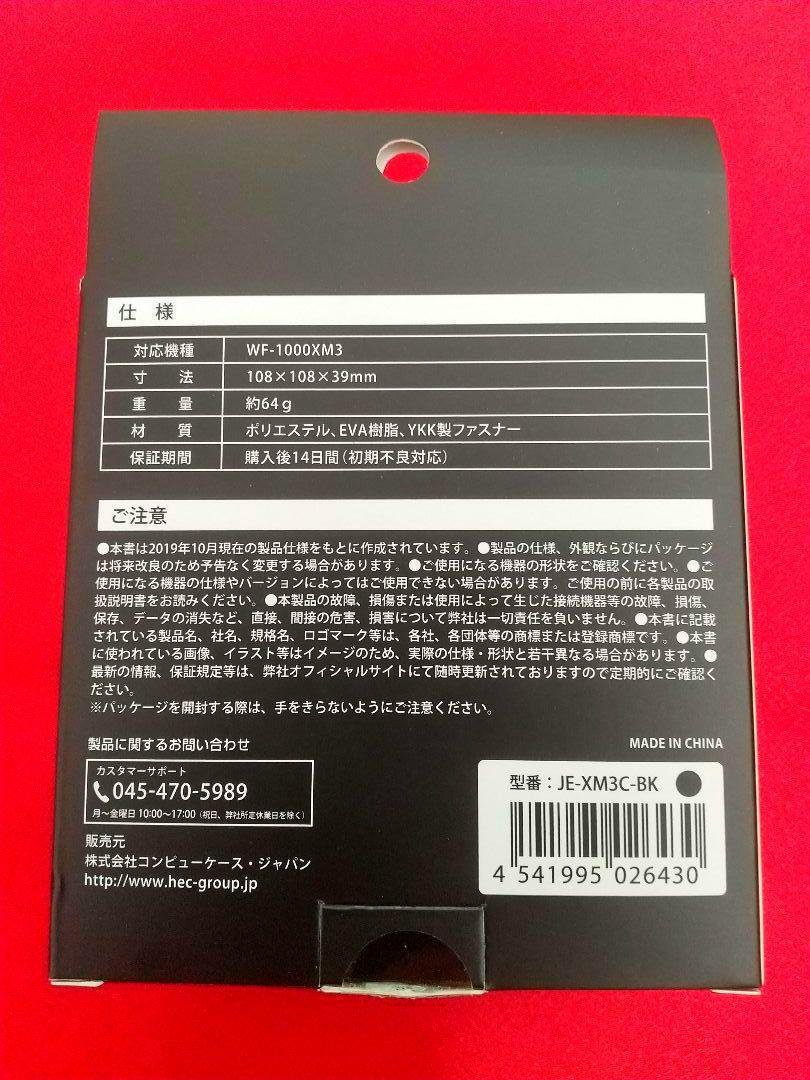 仕 様
対応機種 WF-1000XM3
寸 法 108×108×39mm
重 量 約64g
材 質 ポリエステル、EVA樹脂、YKK製ファスナー
保証期間 購入後14日間（初期不良対応）
ご注意
●本書は2019年10月現在の製品仕様をもとに作成されています。●製品の仕様、外観ならびにパッケージ
は将来改良のため予告なく変更する場合があります。●ご使用になる機器の形状をご確認ください。●ご
使用になる機器の仕様やバージョンによってはご使用できない場合があります。ご使用の前に各製品の取
扱説明書をお読みください。●本製品の故障、損傷または使用によって生じた接続機器等の故障、損傷、
保存、データの消失など、直接、間接の危害、損害について弊社は一切責任を負いません。●本書に記載
されている製品名、社名、規格名、ロゴマーク等は、各社、各団体等の商標または登録商標です。●本書
に使われている画像、イラスト等はイメージのため、実際の仕様・形状と若干異なる場合があります。●
最新の情報、保証規定等は、弊社オフィシャルサイトにて随時更新されておりますので定期的にご確認く
ださい。
※パッケージを開封する際は、手をきらないようにご注意ください。
製品に関するお問い合わせ
カスタマーサポート
045-470-5989
月～金曜日 10:00～17:00（祝日、弊社所定休業日を除く）
販売元
株式会社コンピューケース・ジャパン
http://www.hec-group.jp
MADE IN CHINA
型番：JE-XM3C-BK
4 541995 026430